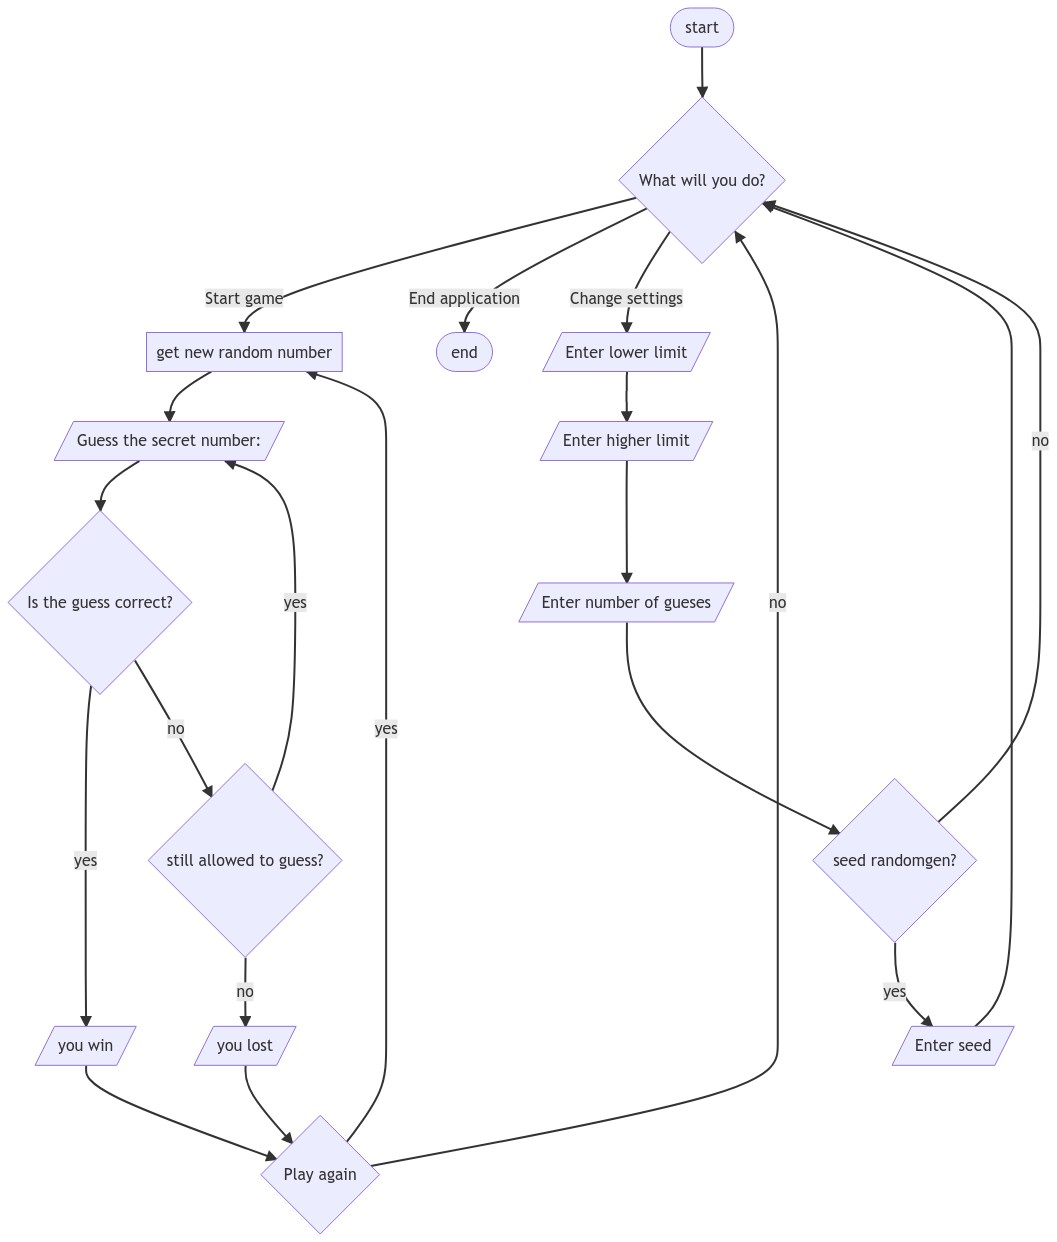 start
What will you do?
Start game
End application
Change settings
get new random number
end
Enter lower limit
Guess the secret number:
Enter higher limit
no
Is the guess correct?
yes
Enter number of gueses
no
no
yes
yes
still allowed to guess?
seed randomgen?
no
yes
you win
you lost
Enter seed
Play again